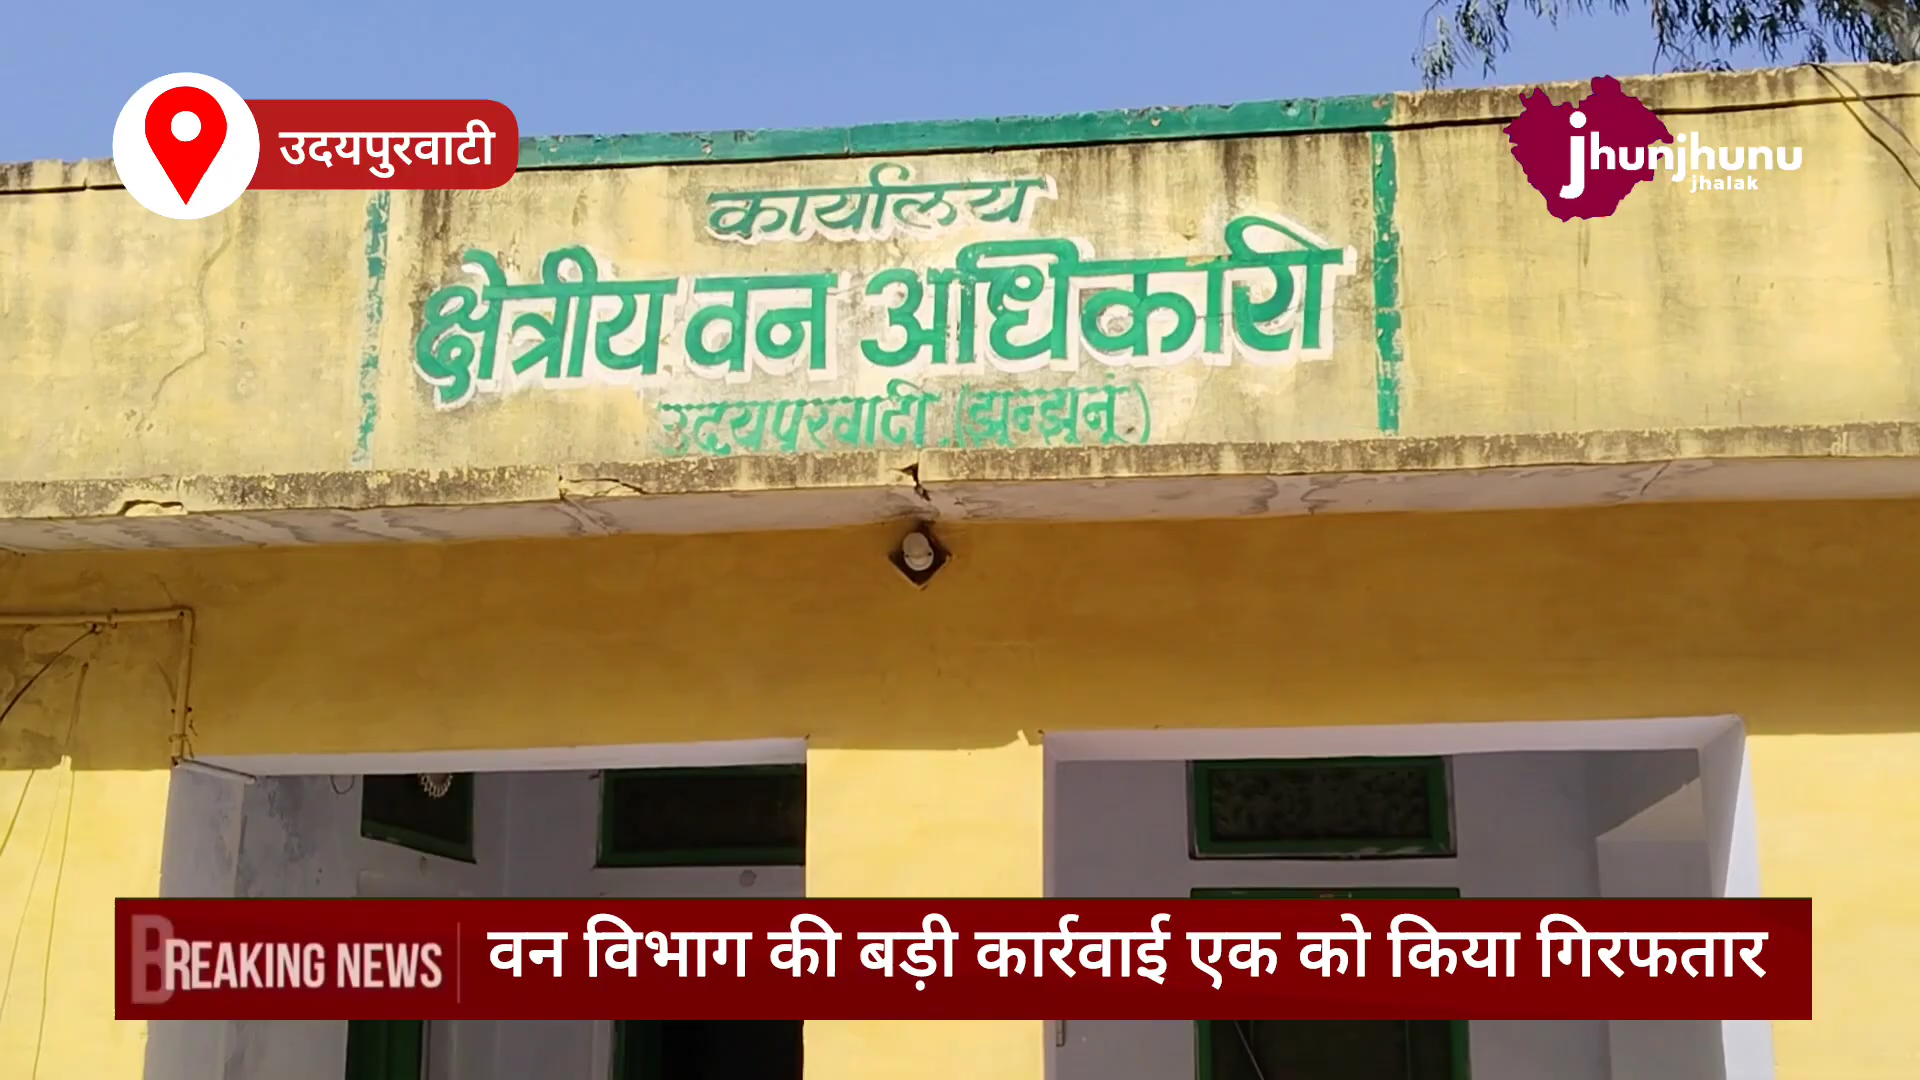 उदयपुरवाटी
jhunjhunu
jhalak
कार्यालय
क्षेत्रीय वन अधिकारी
उदयपुरवाटी (झुन्झुनूं)
BREAKING NEWS
वन विभाग की बड़ी कार्रवाई एक को किया गिरफतार